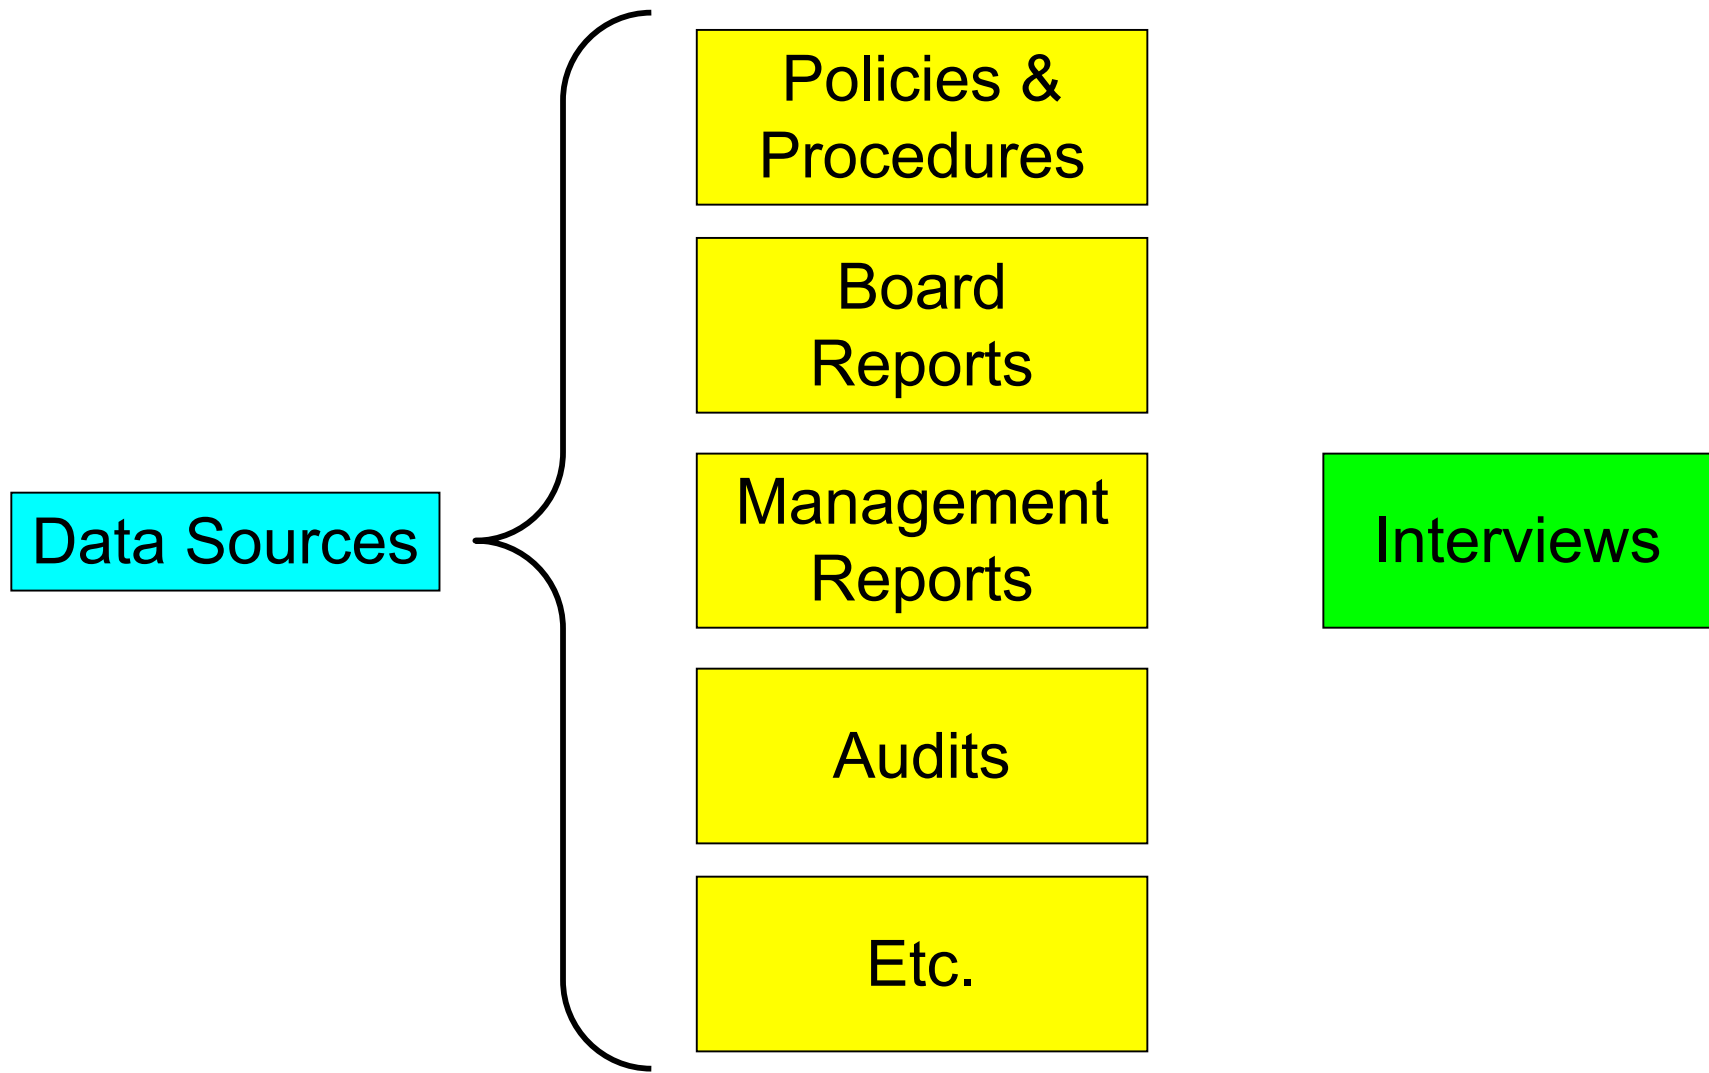 Data Sources
Policies &
Procedures
Board
Reports
Management
Reports
Audits
Etc.
Interviews